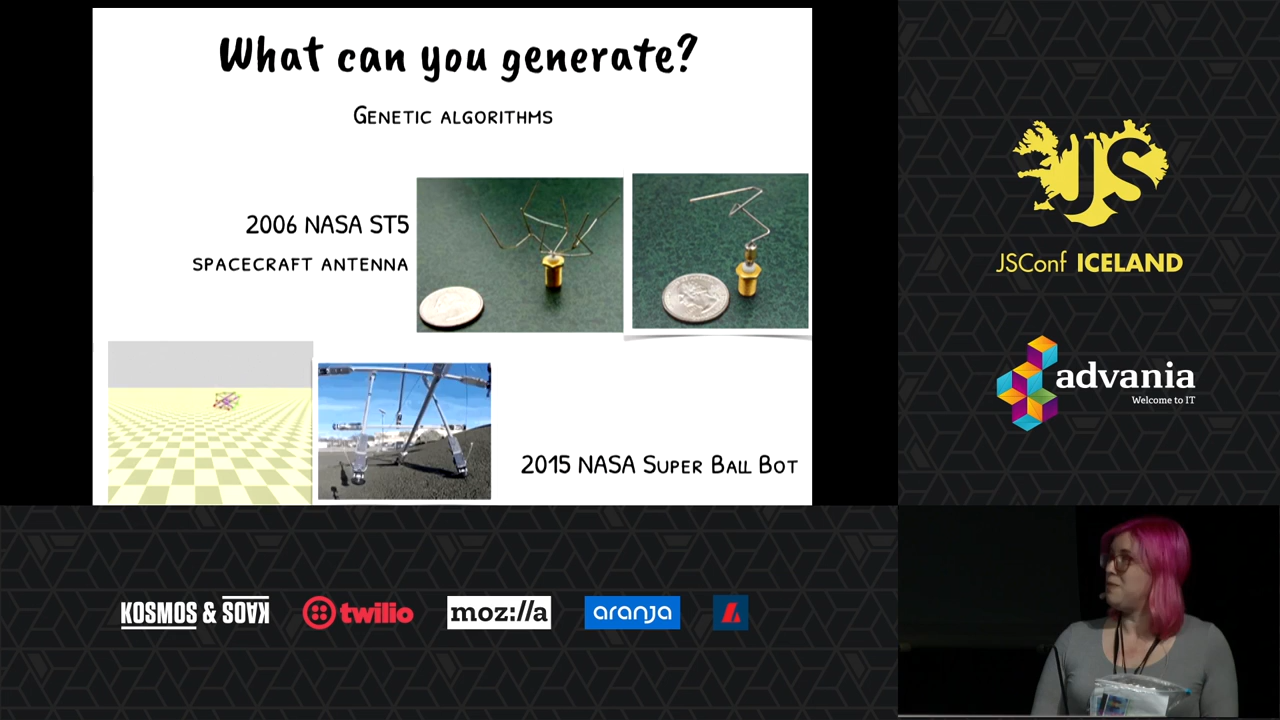 What can you generate?
Genetic algorithms
2006 NASA ST5
spacecraft antenna
2015 NASA Super Ball Bot
JS
JSConf ICELAND
advania
Welcome to IT
KOSMOS & KAOS
twilio
moz://a
aranja